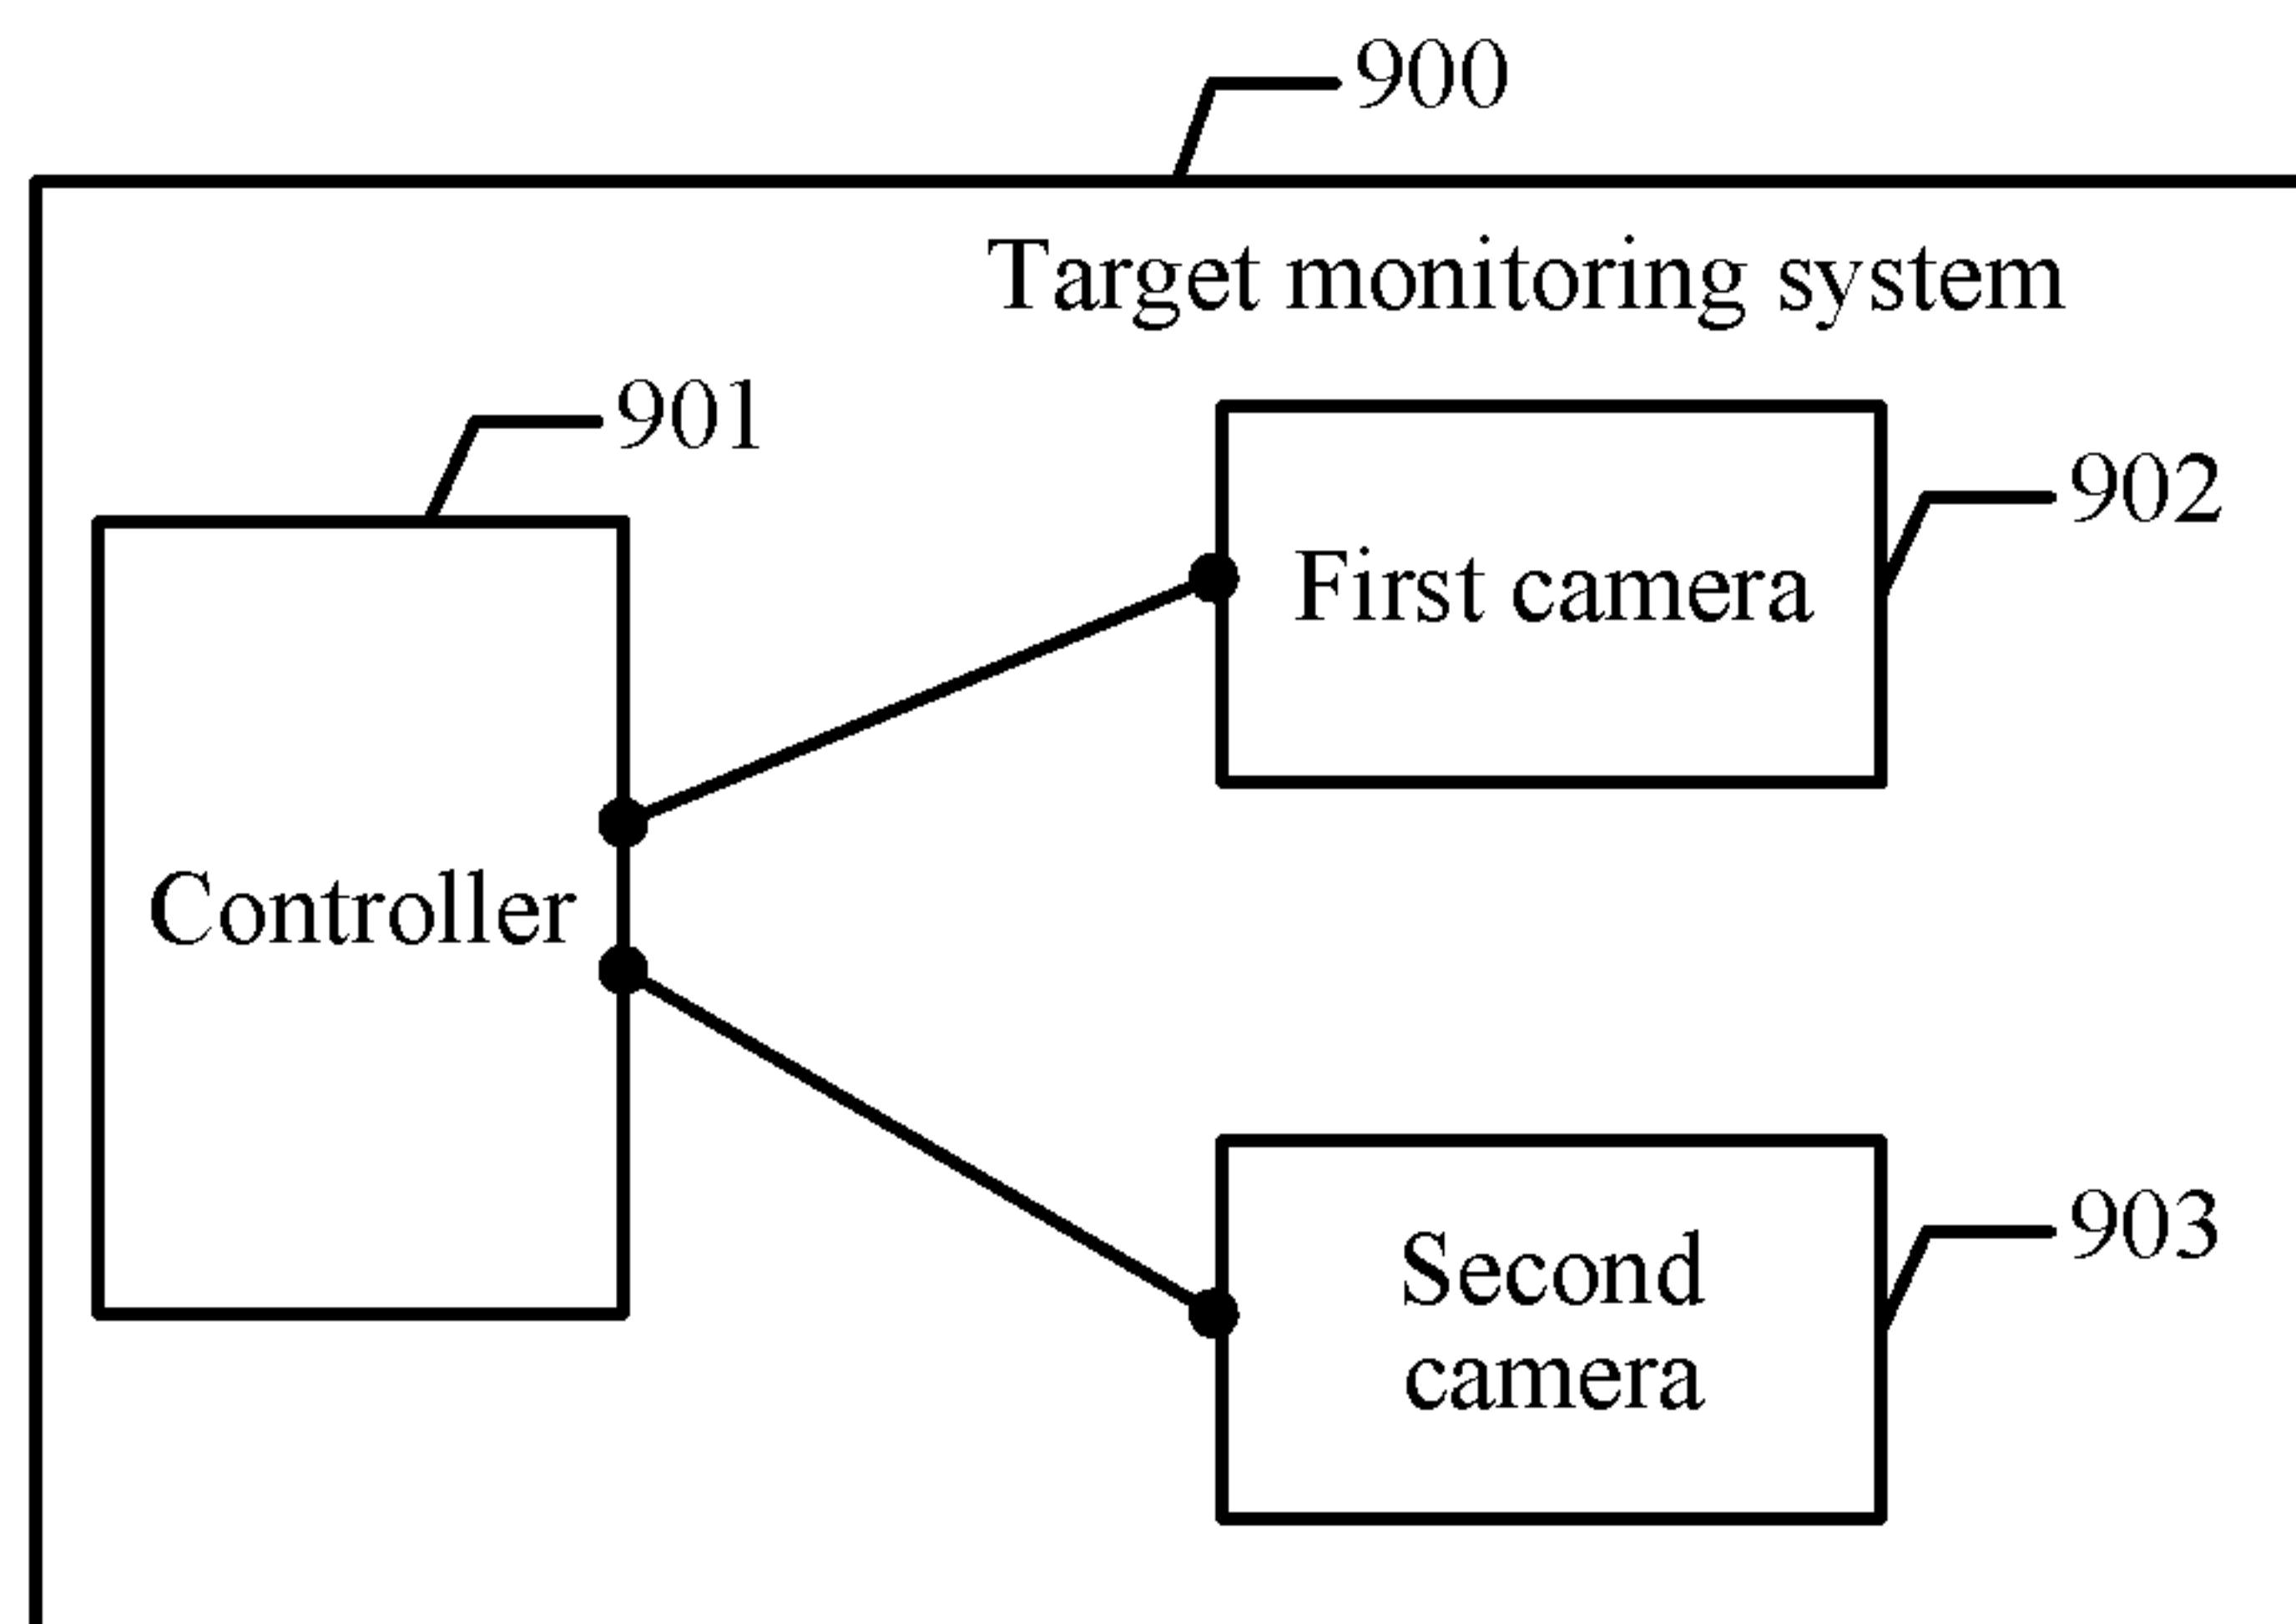 900
Target monitoring system
901
902
First camera
Controller
903
Second
camera